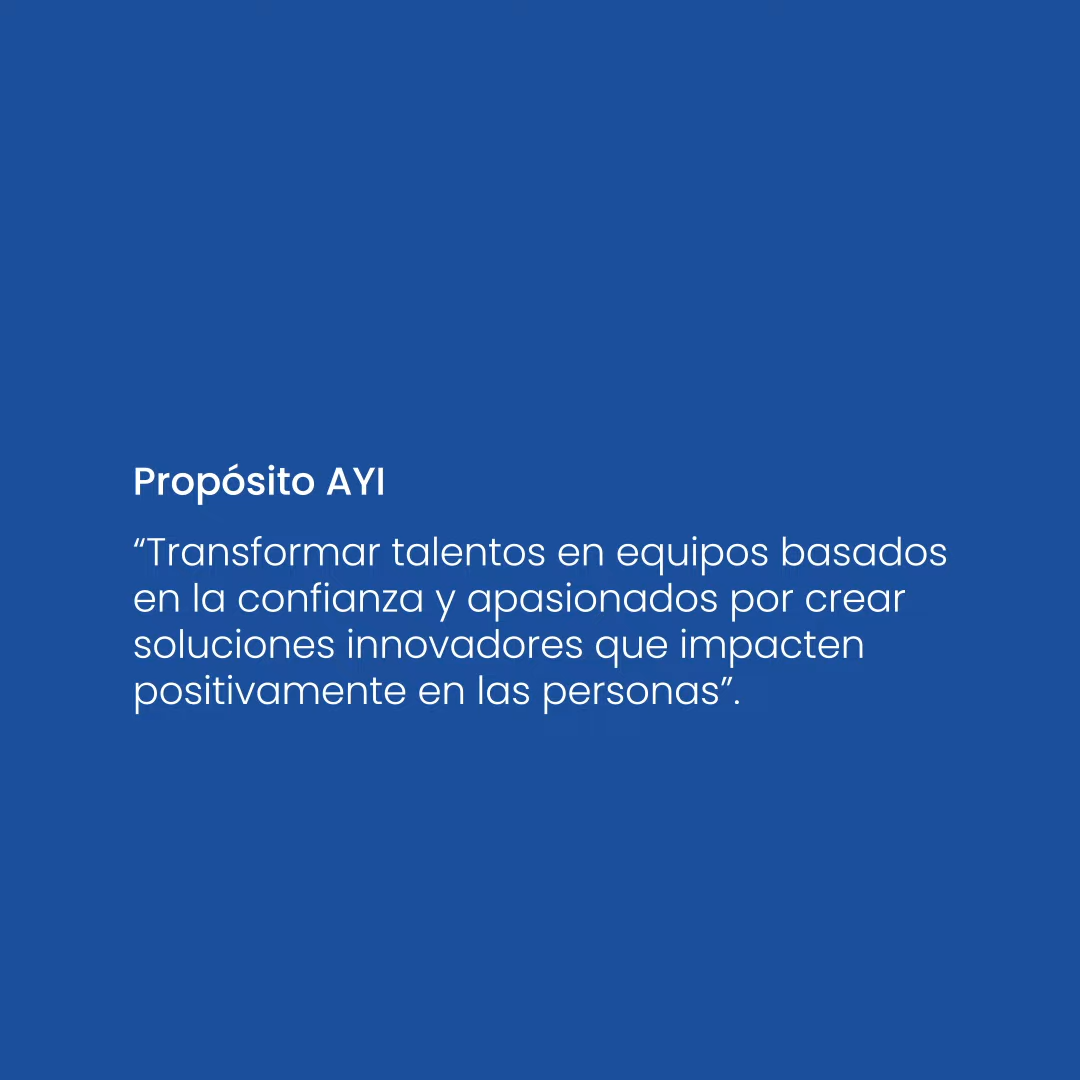 Propósito AYI
“Transformar talentos en equipos basados
en la confianza y apasionados por crear
soluciones innovadores que impacten
positivamente en las personas”.